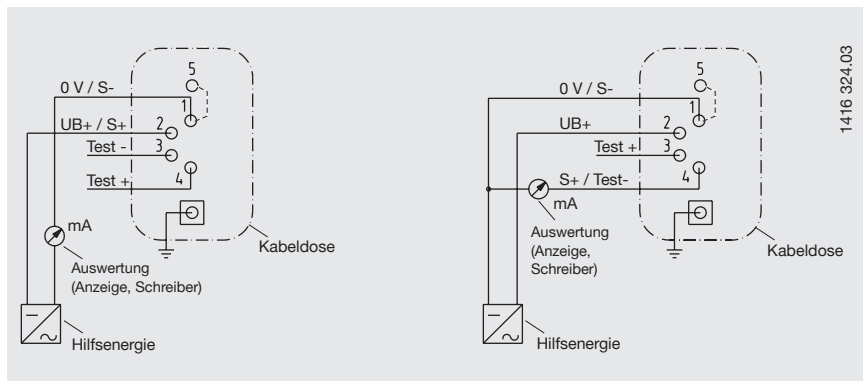 5
0 V / S-
1
UB+ / S+
2
Test -
3
Test +
4
mA
Kabeldose
Auswertung
(Anzeige, Schreiber)
Hilfsenergie
5
0 V / S-
1
UB+
2
Test +
3
S+ / Test-
4
mA
Auswertung
(Anzeige,
Schreiber)
Kabeldose
Hilfsenergie
1416 324.03